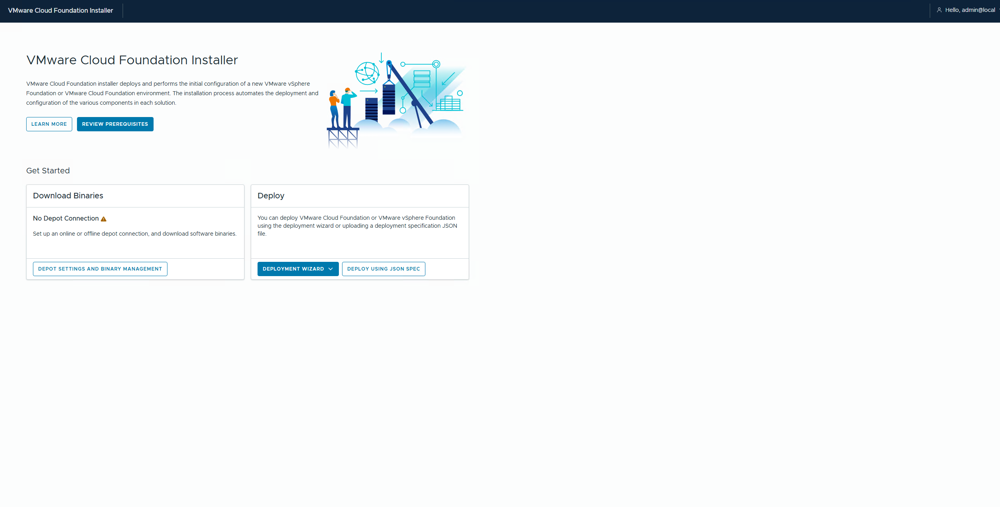 VMware Cloud Foundation Installer
Hello, admin@local
VMware Cloud Foundation Installer
VMware Cloud Foundation installer deploys and performs the initial configuration of a new VMware vSphere
Foundation or VMware Cloud Foundation environment. The installation process automates the deployment and
configuration of the various components in each solution.
LEARN MORE
REVIEW PREREQUISITES
Get Started
Download Binaries
No Depot Connection
Set up an online or offline depot connection, and download software binaries.
DEPOT SETTINGS AND BINARY MANAGEMENT
Deploy
You can deploy VMware Cloud Foundation or VMware vSphere Foundation
using the deployment wizard or uploading a deployment specification JSON
file.
DEPLOYMENT WIZARD
DEPLOY USING JSON SPEC